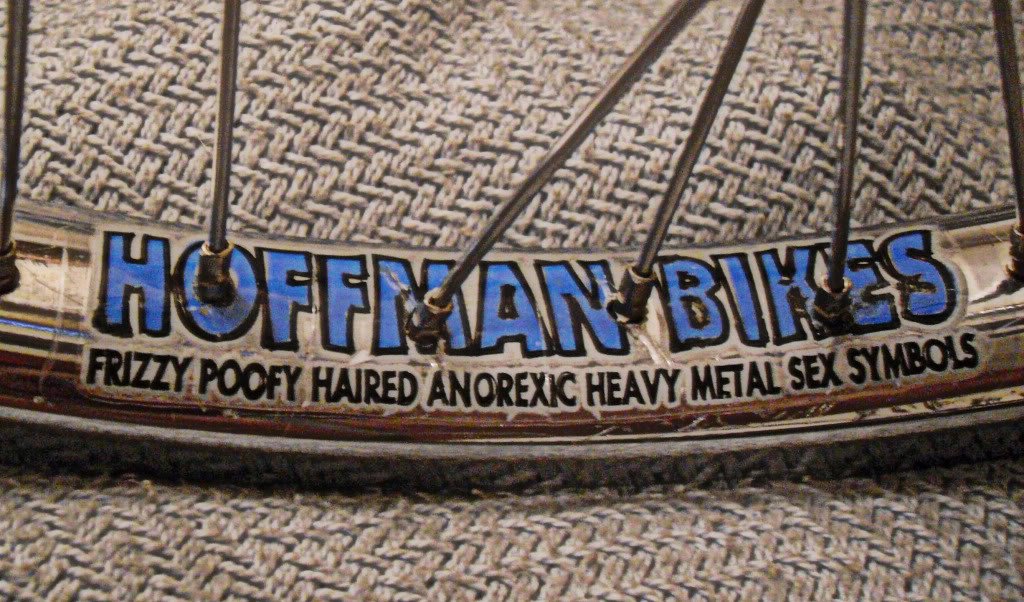 HOFFMAN BIKES
FRIZZY POOFY HAIRED ANOREXIC HEAVY METAL SEX SYMBOLS